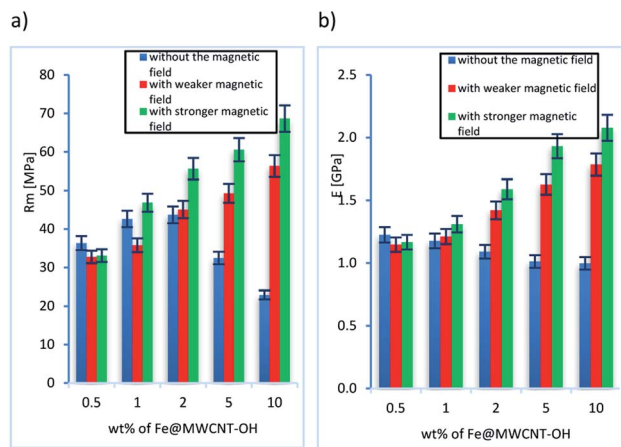 a)
without the magnetic
field
with weaker magnetic field
with stronger magnetic
field
80
70
60
50
40
30
20
10
0
Rm [MPa]
0.5 1 2 5 10
wt% of Fe@MWCNT-OH
b)
without the magnetic field
with weaker magnetic field
with stronger magnetic
field
2.5
2.0
1.5
1.0
0.5
0.0
E [GPa]
0.5 1 2 5 10
wt% of Fe@MWCNT-OH